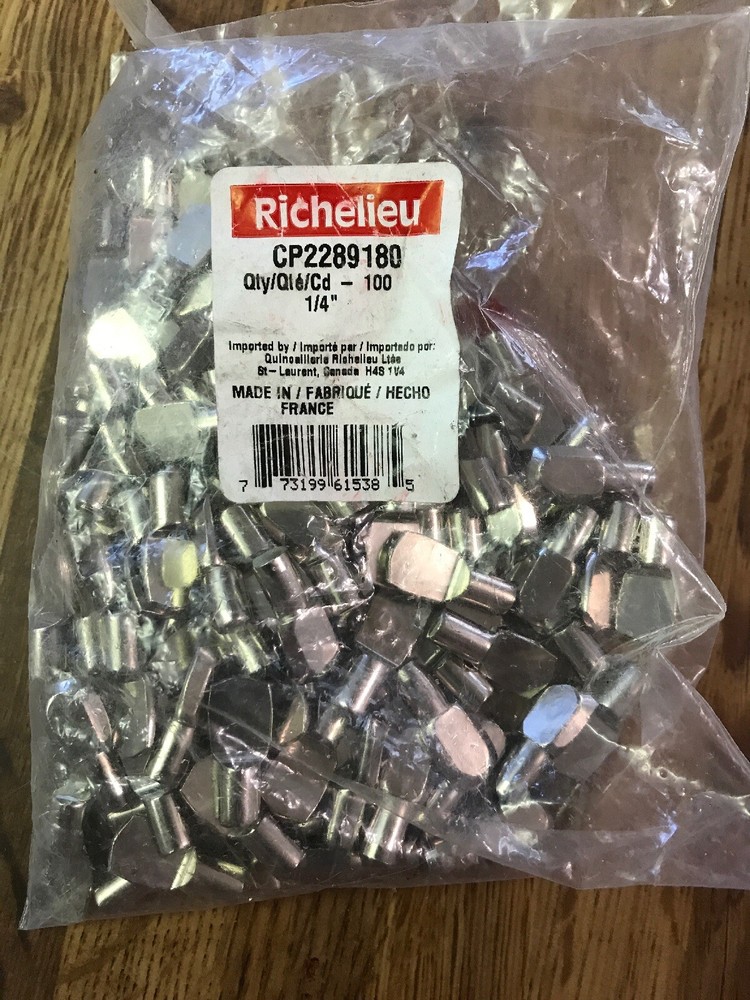 Richelieu
CP2289180
Qty/Qté/Cd - 100
1/4"
Imported by / Importé par / Importado por:
Quincaillerie Richelieu Ltée
St-Laurent, Canada H4S 1V4
MADE IN / FABRIQUÉ / HECHO
FRANCE
7 73199 61538 5